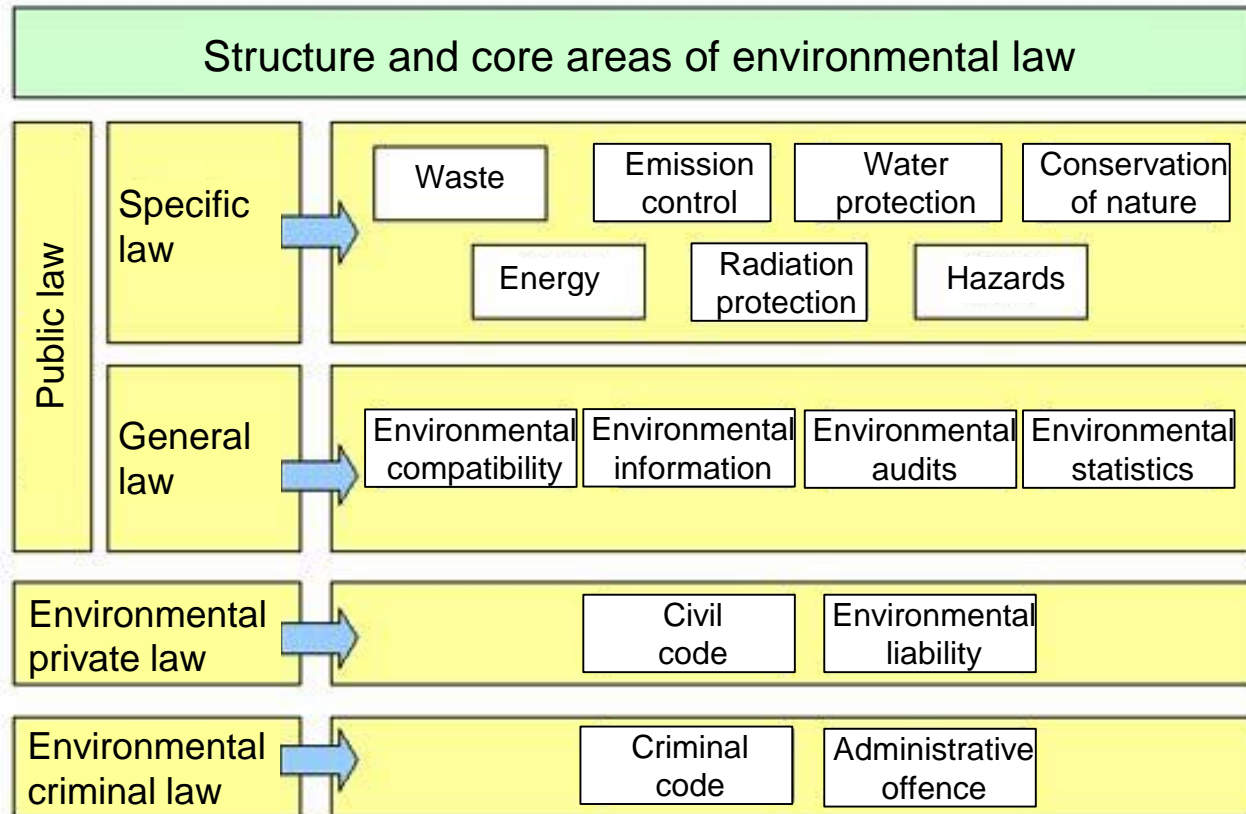 Structure and core areas of environmental law
Public law
Specific
law
Waste
Emission
control
Water
protection
Conservation
of nature
Energy
Radiation
protection
Hazards
General
law
Environmental
compatibility
Environmental
information
Environmental
audits
Environmental
statistics
Environmental
private law
Civil
code
Environmental
liability
Environmental
criminal law
Criminal
code
Administrative
offence